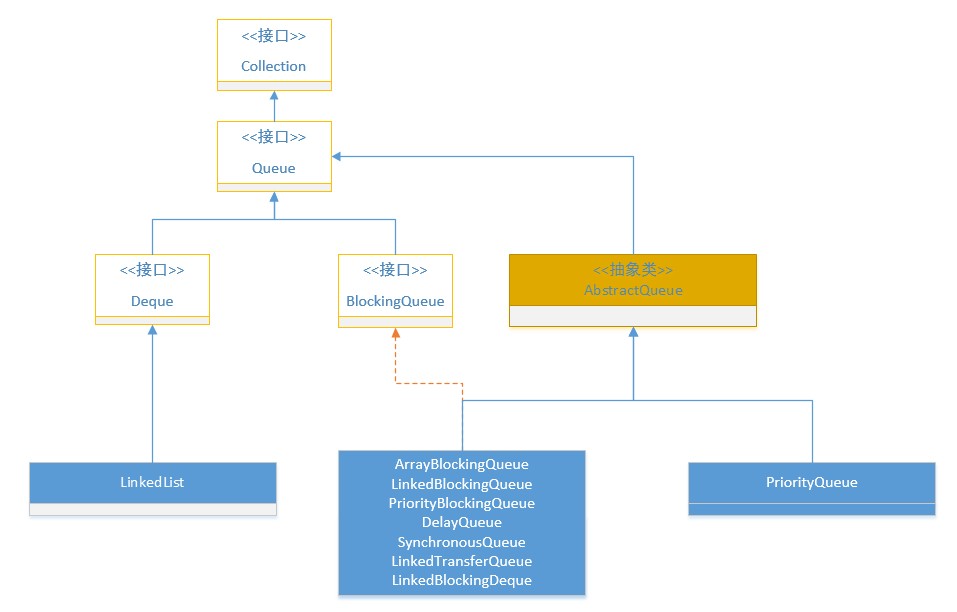 <<接口>>
Collection
<<接口>>
Queue
<<接口>>
Deque
<<接口>>
BlockingQueue
<<抽象类>>
AbstractQueue
LinkedList
ArrayBlockingQueue
LinkedBlockingQueue
PriorityBlockingQueue
DelayQueue
SynchronousQueue
LinkedTransferQueue
LinkedBlockingDeque
PriorityQueue